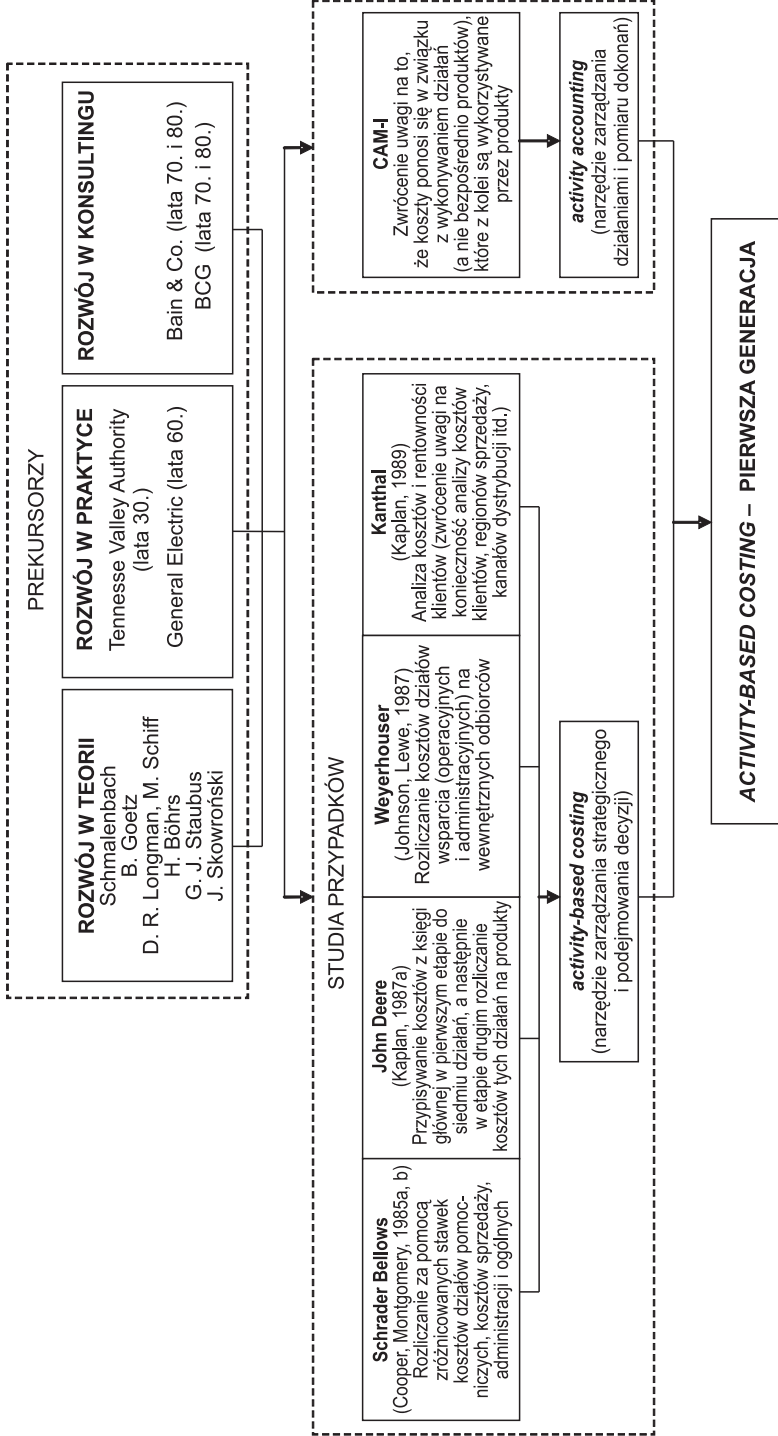 PREKURSORZY
ROZWÓJ W TEORII
Schmalenbach
B. Goetz
D. R. Longman, M. Schiff
H. Böhrs
G. J. Staubus
J. Skowroński
ROZWÓJ W PRAKTYCE
Tennesse Valley Authority
(lata 30.)
General Electric (lata 60.)
ROZWÓJ W KONSULTINGU
Bain & Co. (lata 70. i 80.)
BCG (lata 70. i 80.)
STUDIA PRZYPADKÓW
Schrader Bellows
(Cooper, Montgomery, 1985a, b)
Rozliczanie za pomocą
zróżnicowanych stawek
kosztów działów pomoc-
niczych, kosztów sprzedaży,
administracji i ogólnych
John Deere
(Kaplan, 1987a)
Przypisywanie kosztów z księgi
głównej w pierwszym etapie do
siedmiu działań, a następnie
w etapie drugim rozliczanie
kosztów tych działań na produkty
Weyerhouser
(Johnson, Lewe, 1987)
Rozliczanie kosztów działów
wsparcia (operacyjnych
i administracyjnych) na
wewnętrznych odbiorców
Kanthal
(Kaplan, 1989)
Analiza kosztów i rentowności
klientów (zwrócenie uwagi na
konieczność analizy kosztów
klientów, regionów sprzedaży,
kanałów dystrybucji itd.)
activity-based costing
(narzędzie zarządzania strategicznego
i podejmowania decyzji)
CAM-I
Zwrócenie uwagi na to,
że koszty ponosi się w związku
z wykonywaniem działań
(a nie bezpośrednio produktów),
które z kolei są wykorzystywane
przez produkty
activity accounting
(narzędzie zarządzania
działaniami i pomiaru dokonań)
ACTIVITY-BASED COSTING – PIERWSZA GENERACJA